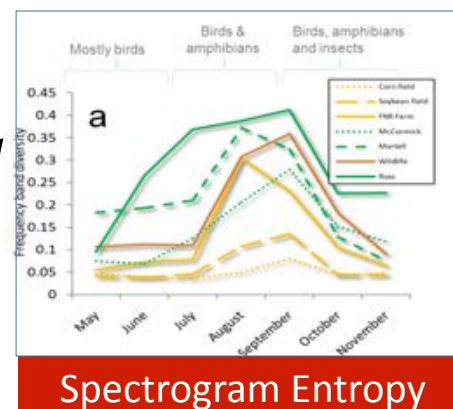 Mostly birds
Birds &
amphibians
Birds, amphibians
and insects
a
Frequency band diversity
0.45
0.4
0.35
0.3
0.25
0.2
0.15
0.1
0.05
0
May
June
July
August
September
October
November
Corn field
Soybean field
FNR Farm
McCormick
Martell
Wildlife
Ross
Spectrogram Entropy